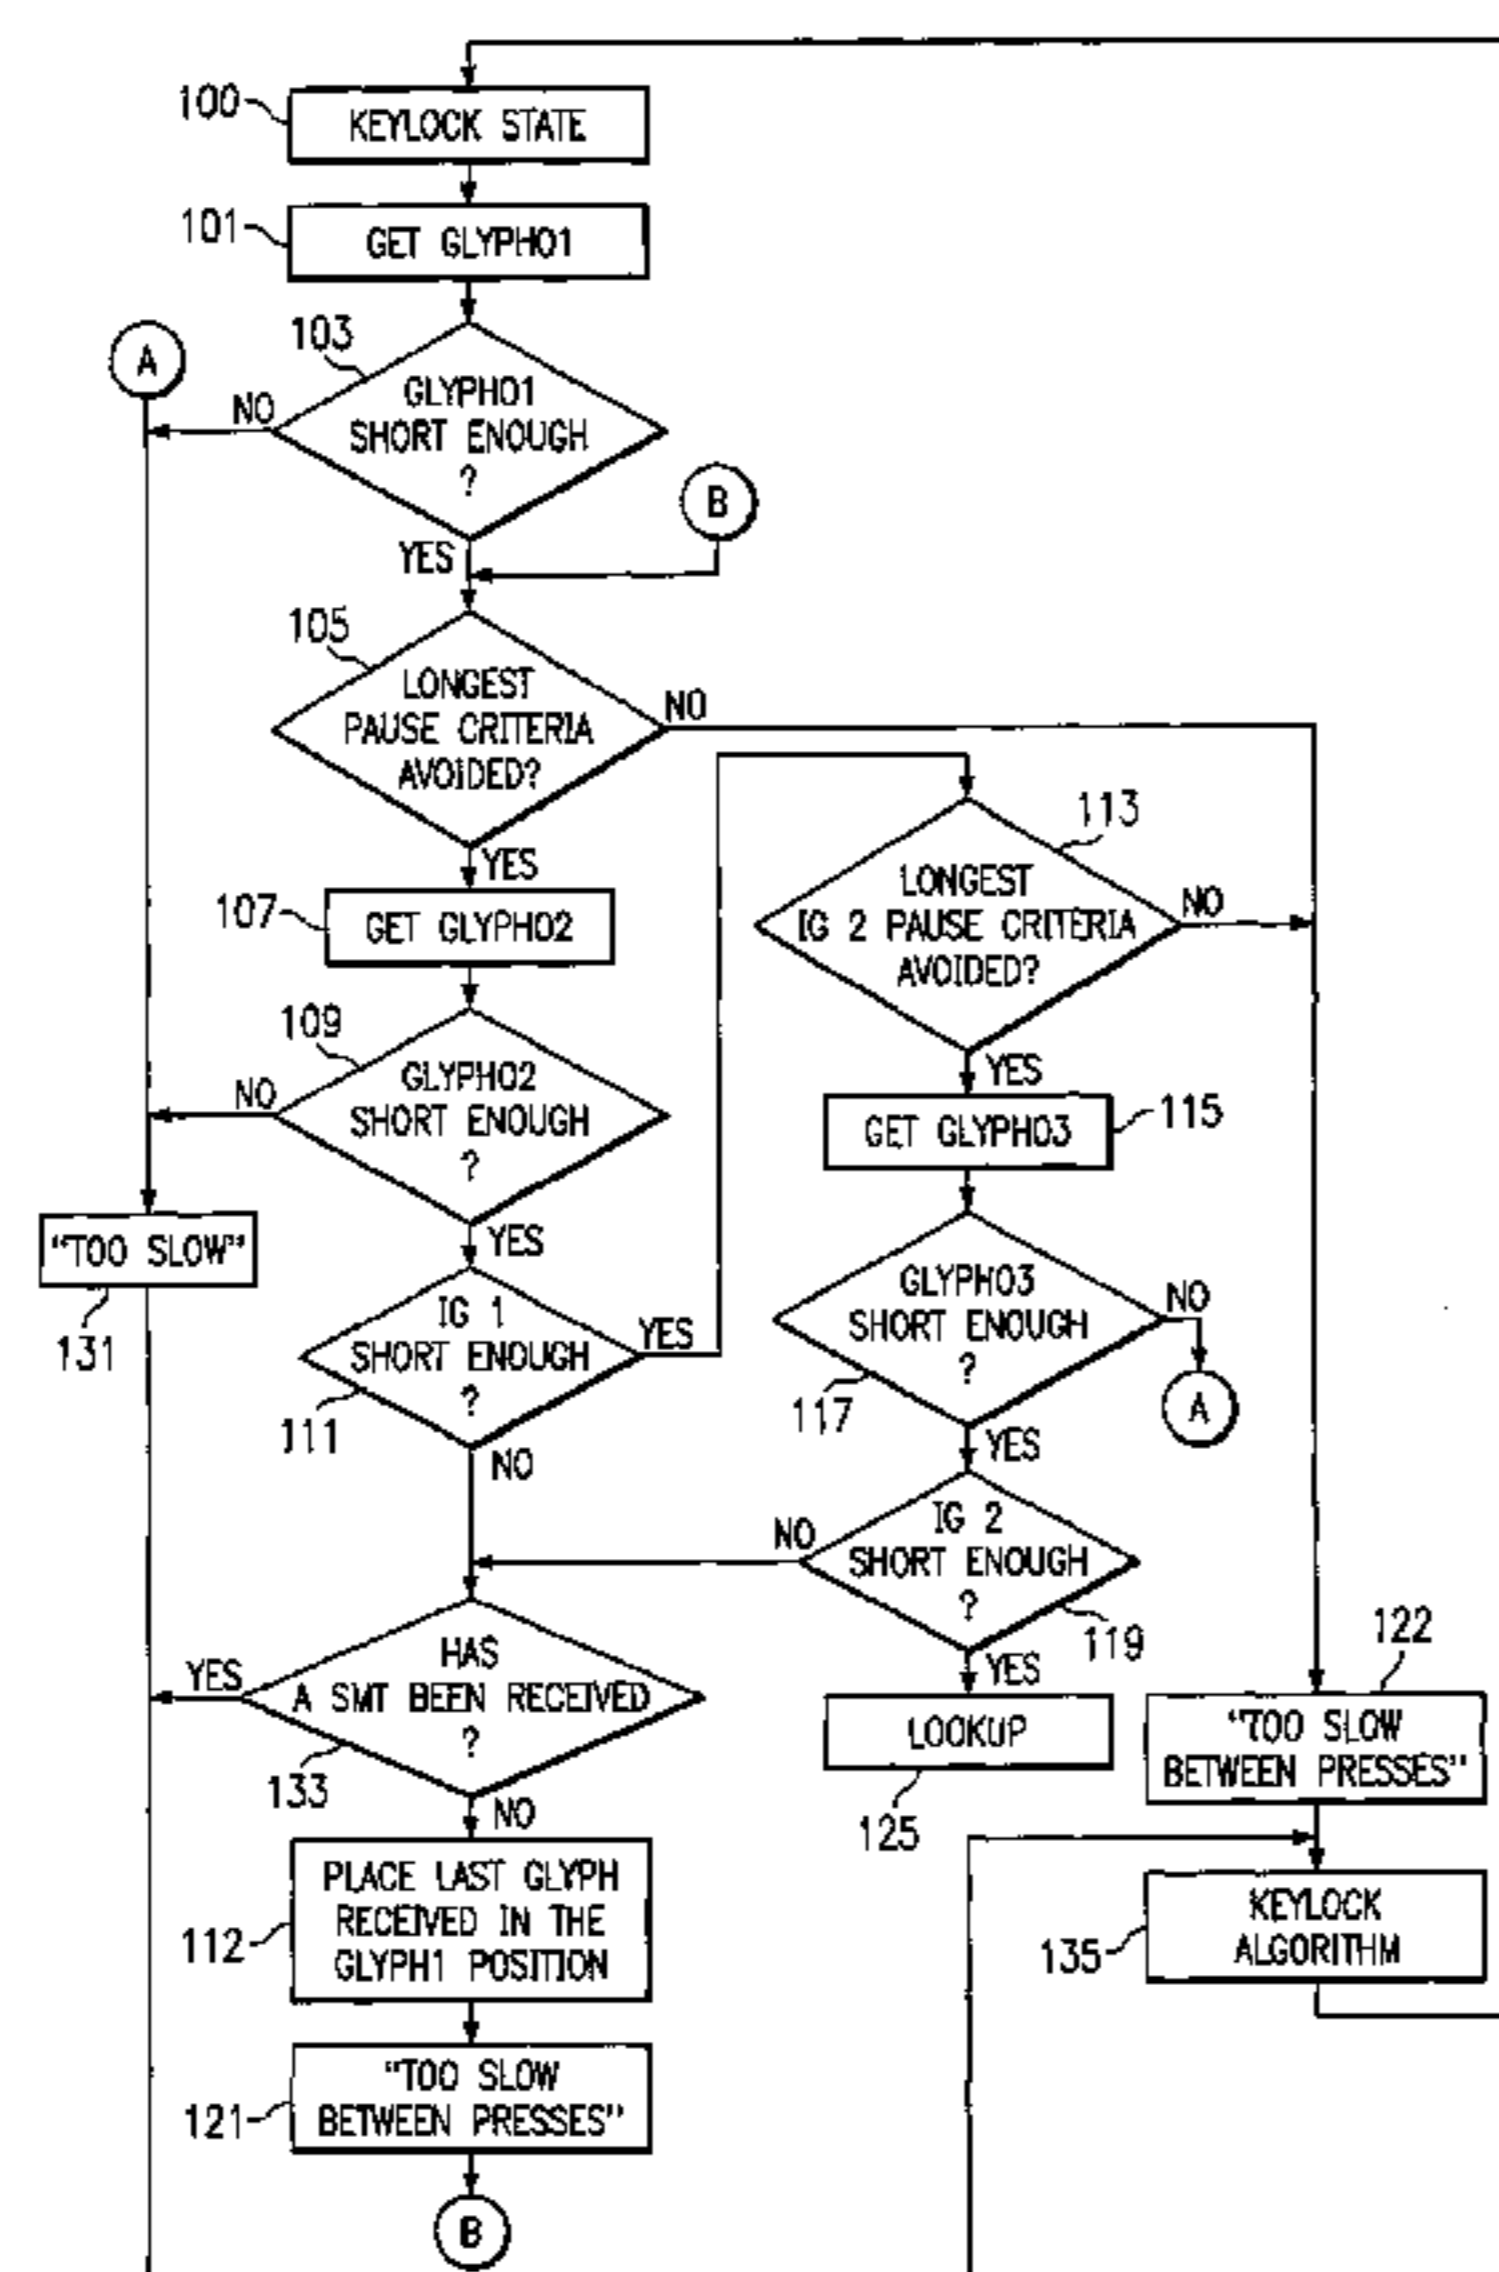 100
KEYLOCK STATE
101
GET GLYPH01
103
A
NO
GLYPH01
SHORT ENOUGH
?
B
YES
105
LONGEST
PAUSE CRITERIA
AVOIDED?
NO
YES
113
LONGEST
IG 2 PAUSE CRITERIA
AVOIDED?
NO
107
GET GLYPH02
109
NO
GLYPH02
SHORT ENOUGH
?
YES
YES
GET GLYPH03
115
"TOO SLOW"
131
IG 1
SHORT ENOUGH
?
YES
111
NO
GLYPH03
SHORT ENOUGH
?
NO
117
A
YES
NO
IG 2
SHORT ENOUGH
?
119
YES
HAS
A SMT BEEN RECEIVED
?
YES
133
NO
LOOKUP
125
122
"TOO SLOW
BETWEEN PRESSES"
PLACE LAST GLYPH
RECEIVED IN THE
GLYPH1 POSITION
112
KEYLOCK
ALGORITHM
135
"TOO SLOW
BETWEEN PRESSES"
121
B